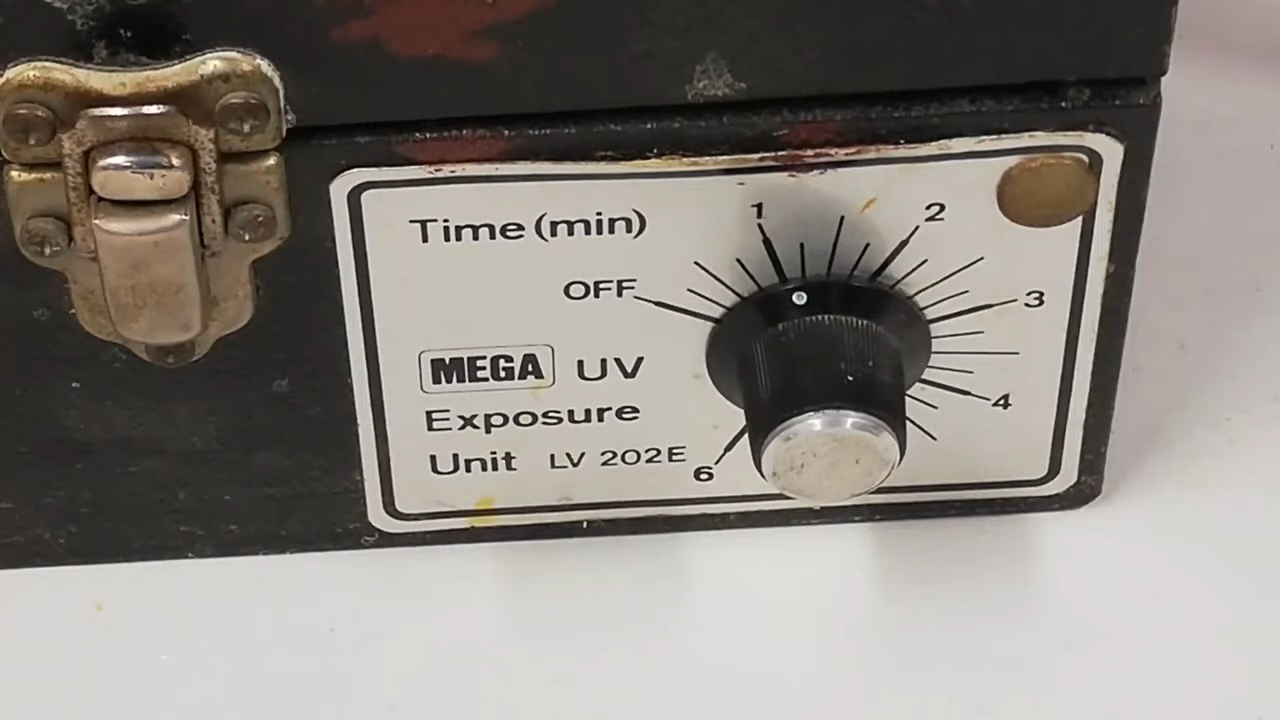 Time (min)
1
2
OFF
3
MEGA UV
4
Exposure
Unit LV 202E
6